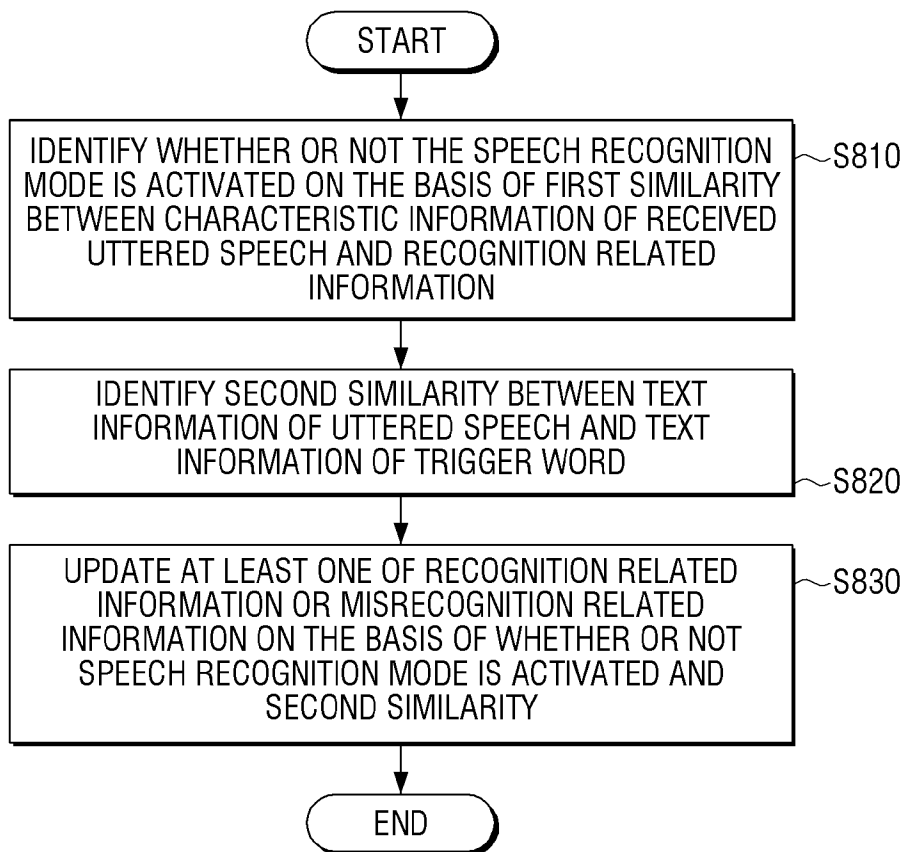 START
IDENTIFY WHETHER OR NOT THE SPEECH RECOGNITION
MODE IS ACTIVATED ON THE BASIS OF FIRST SIMILARITY
BETWEEN CHARACTERISTIC INFORMATION OF RECEIVED
UTTERED SPEECH AND RECOGNITION RELATED
INFORMATION
S810
IDENTIFY SECOND SIMILARITY BETWEEN TEXT
INFORMATION OF UTTERED SPEECH AND TEXT
INFORMATION OF TRIGGER WORD
S820
UPDATE AT LEAST ONE OF RECOGNITION RELATED
INFORMATION OR MISRECOGNITION RELATED
INFORMATION ON THE BASIS OF WHETHER OR NOT
SPEECH RECOGNITION MODE IS ACTIVATED AND
SECOND SIMILARITY
S830
END